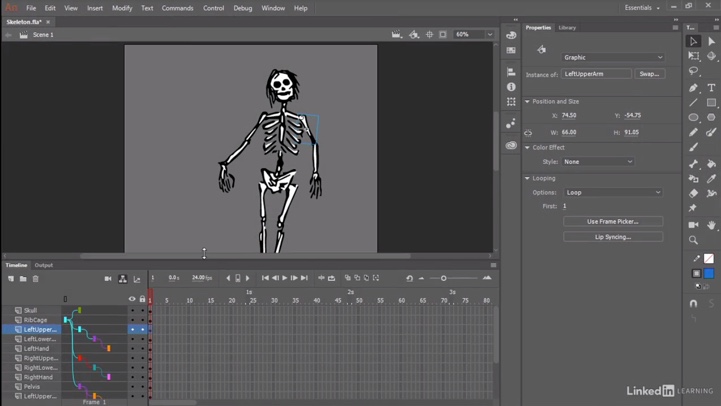 An File Edit View Insert Modify Text Commands Control Debug Window Help Essentials
Skeleton.fla* ×
Scene 1 60%
Properties Library
Graphic
Instance of: LeftUpperArm Swap...
Position and Size
X: 74.50 Y: -54.75
W: 66.00 H: 91.05
Color Effect
Style: None
Looping
Options: Loop
First: 1
Use Frame Picker...
Lip Syncing...
Timeline Output
1 0.0 s 24.00 fps
1s 2s 3s
1 5 10 15 20 25 30 35 40 45 50 55 60 65 70 75 80
Skull
RibCage
LeftUpper...
LeftLower...
LeftHand
RightUppe...
RightLowe...
RightHand
Pelvis
LeftUpper...
Frame 1
LinkedIn LEARNING